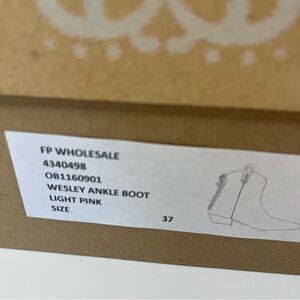 FP WHOLESALE
4340498
OB1160901
WESLEY ANKLE BOOT
LIGHT PINK
SIZE 37